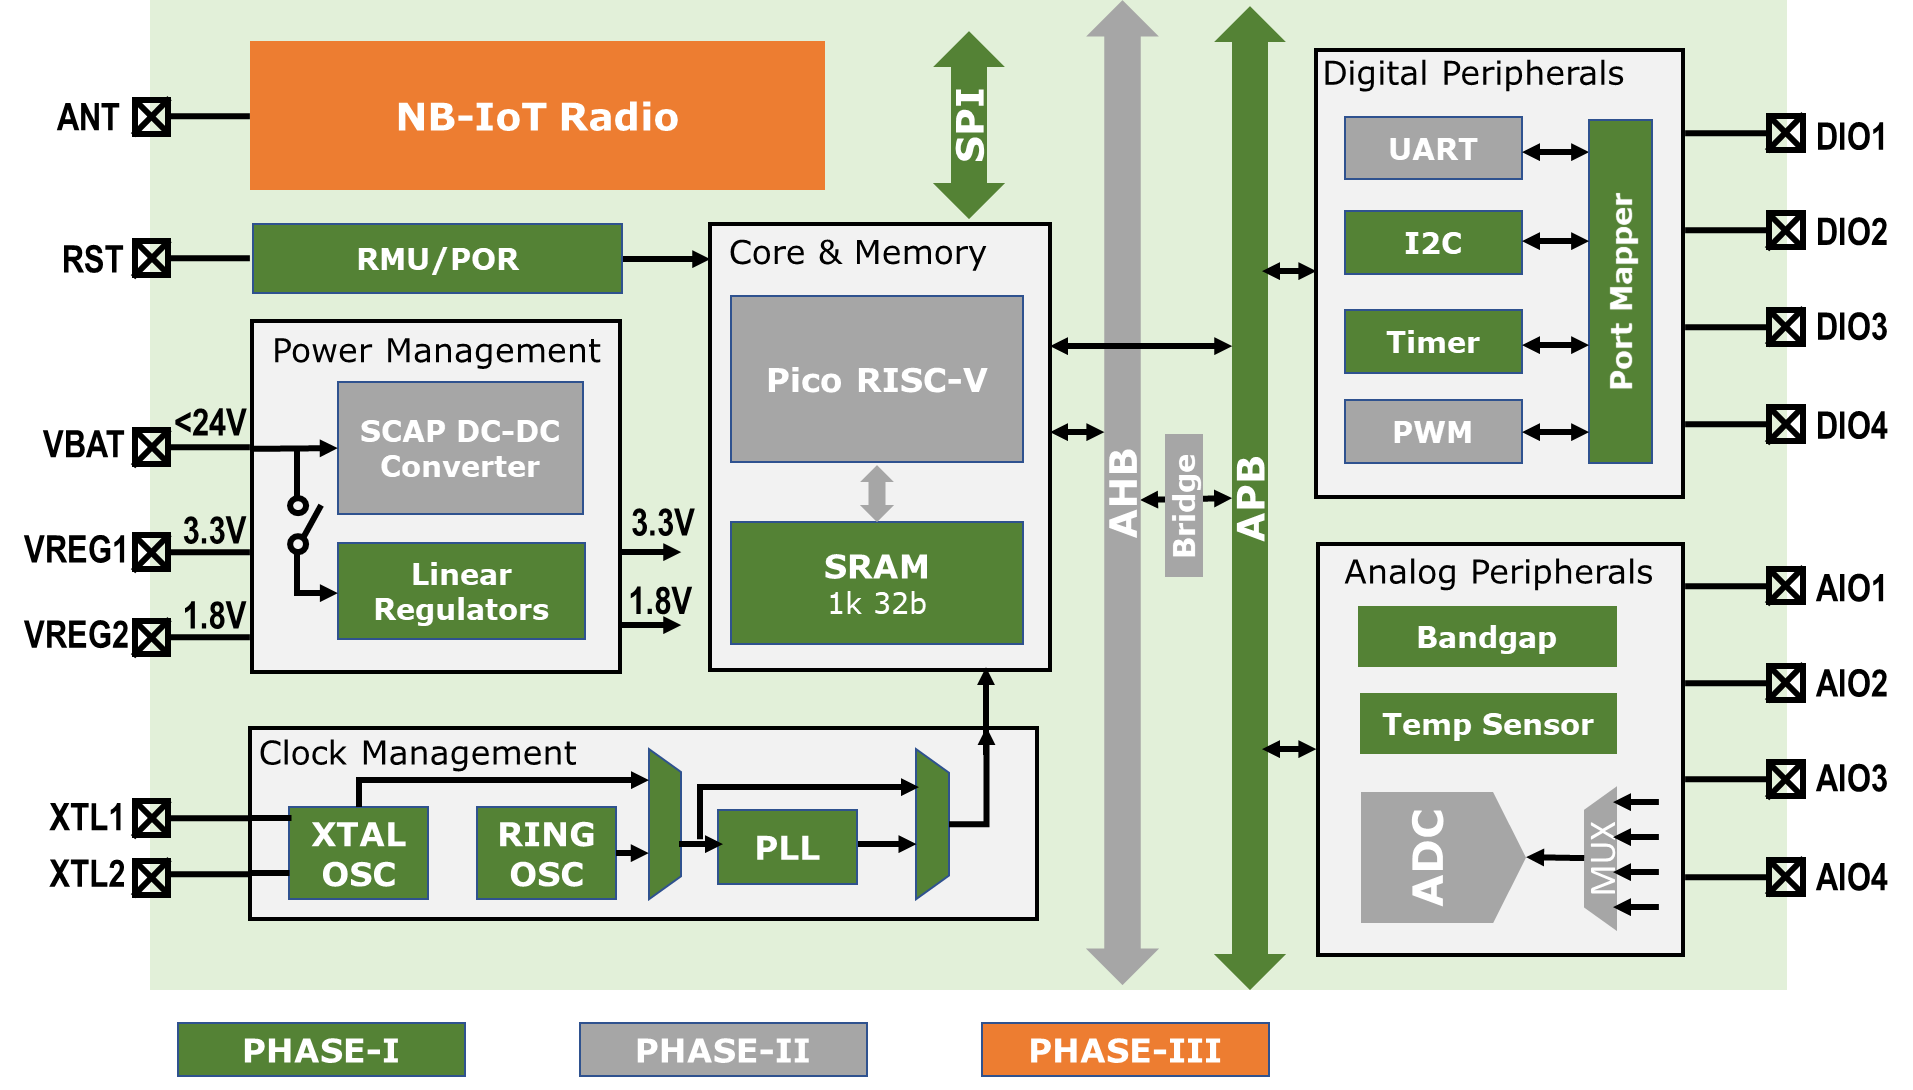 ANT
NB-IoT Radio
SPI
RST
RMU/POR
Power Management
VBAT
<24V
SCAP DC-DC
Converter
VREG1
3.3V
VREG2
1.8V
Linear
Regulators
3.3V
1.8V
Core & Memory
Pico RISC-V
SRAM
1k 32b
Clock Management
XTL1
XTL2
XTAL
OSC
RING
OSC
PLL
AHB
Bridge
APB
Digital Peripherals
UART
I2C
Timer
PWM
Port Mapper
DIO1
DIO2
DIO3
DIO4
Analog Peripherals
Bandgap
Temp Sensor
ADC
MUX
AIO1
AIO2
AIO3
AIO4
PHASE-I
PHASE-II
PHASE-III